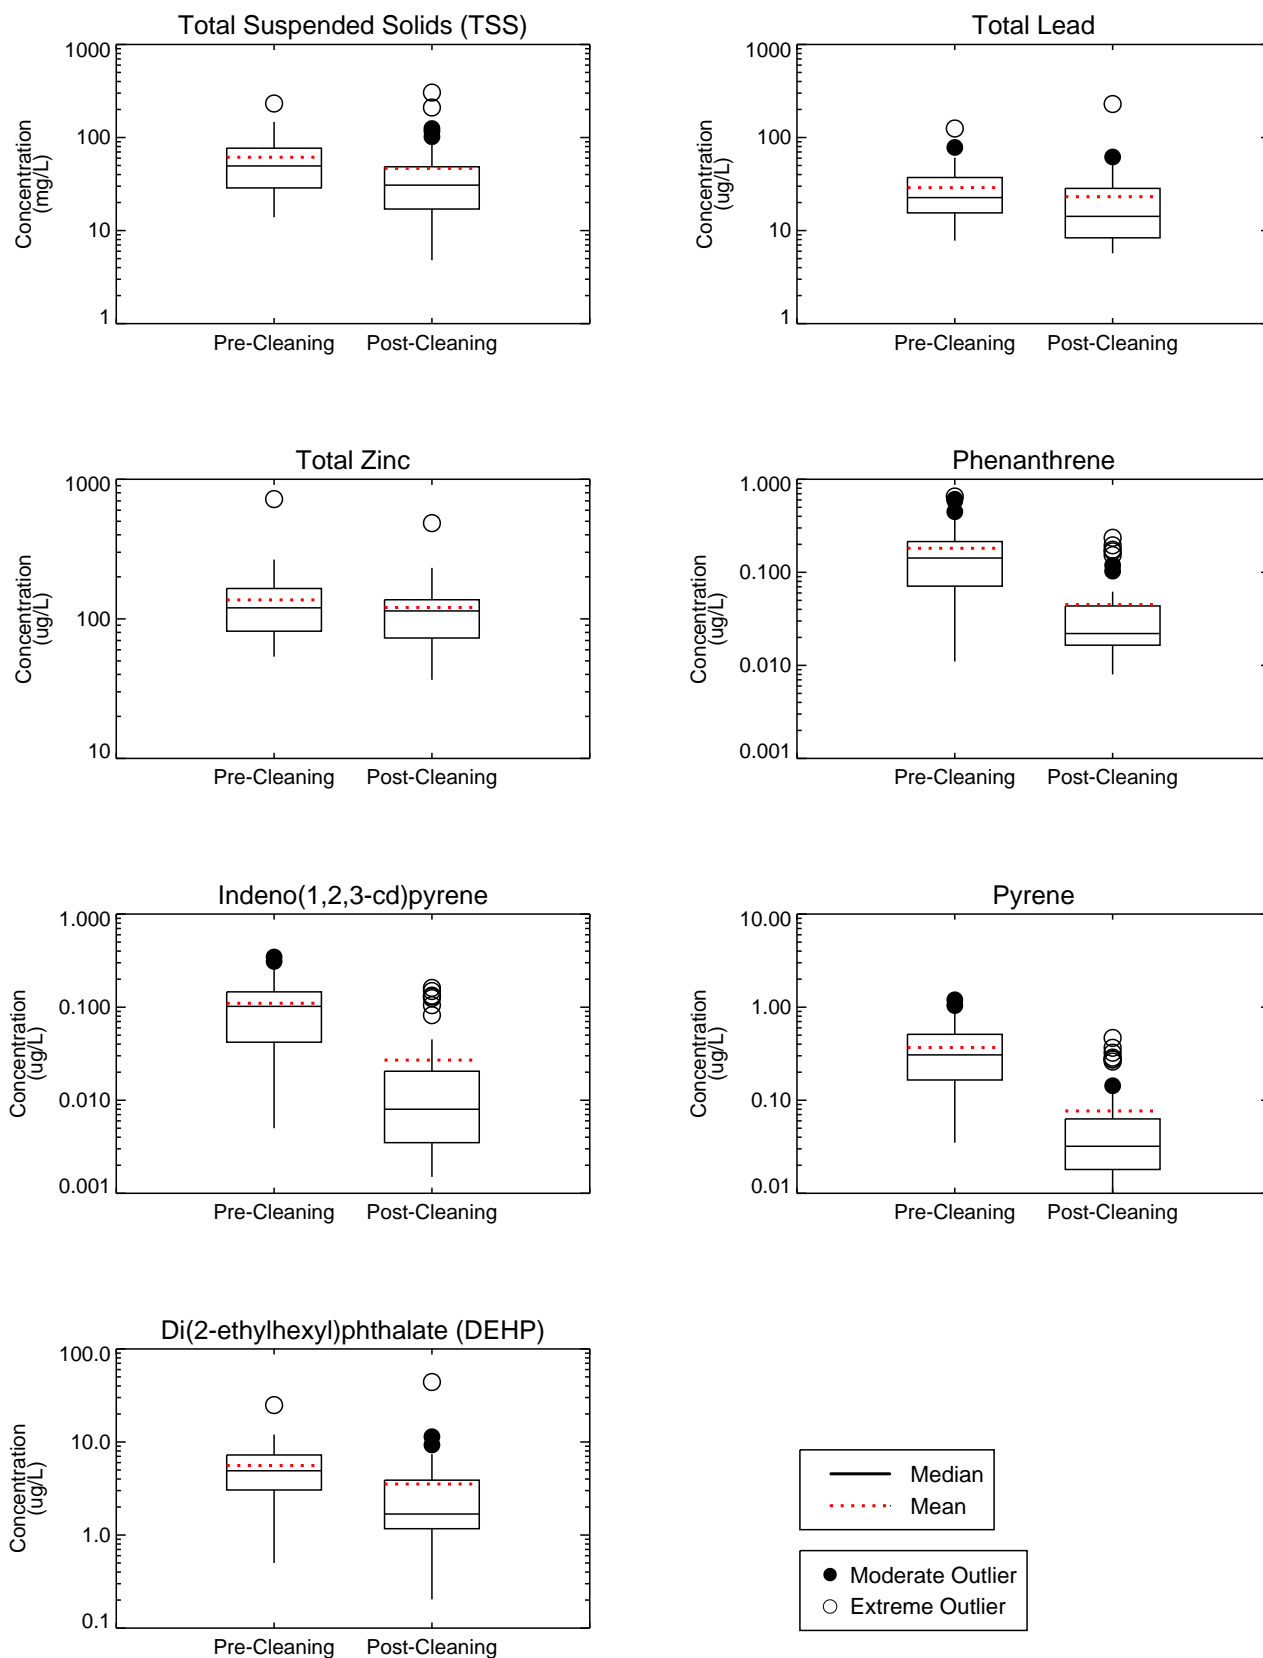 Total Suspended Solids (TSS)
1000
100
10
1
Concentration
(mg/L)
Pre-Cleaning Post-Cleaning
Total Lead
1000
100
10
1
Concentration
(ug/L)
Pre-Cleaning Post-Cleaning
Total Zinc
1000
100
10
Concentration
(ug/L)
Pre-Cleaning Post-Cleaning
Phenanthrene
1.000
0.100
0.010
0.001
Concentration
(ug/L)
Pre-Cleaning Post-Cleaning
Indeno(1,2,3-cd)pyrene
1.000
0.100
0.010
0.001
Concentration
(ug/L)
Pre-Cleaning Post-Cleaning
Pyrene
10.00
1.00
0.10
0.01
Concentration
(ug/L)
Pre-Cleaning Post-Cleaning
Di(2-ethylhexyl)phthalate (DEHP)
100.0
10.0
1.0
0.1
Concentration
(ug/L)
Pre-Cleaning Post-Cleaning
Median
Mean
Moderate Outlier
Extreme Outlier